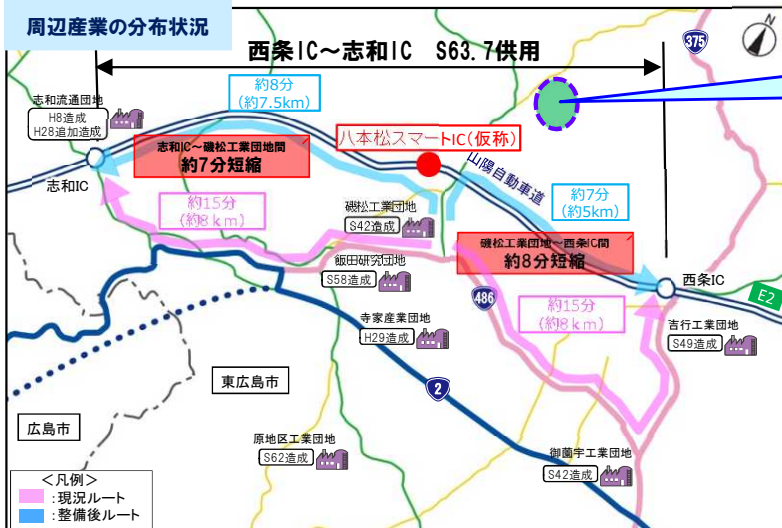 周辺産業の分布状況
西条IC～志和IC S63.7供用
N
375
志和流通団地
H8造成
H28追加造成
約8分
(約7.5km)
八本松スマートIC(仮称)
志和IC～磯松工業団地間
約7分短縮
山陽自動車道
志和IC
約7分
(約5km)
約15分
(約8km)
磯松工業団地
S42造成
磯松工業団地～西条IC間
約8分短縮
飯田研究団地
S58造成
西条IC
E2
486
約15分
(約8km)
寺家産業団地
H29造成
吉行工業団地
S49造成
東広島市
2
広島市
原地区工業団地
S62造成
御薗宇工業団地
S42造成
＜凡例＞
：現況ルート
：整備後ルート